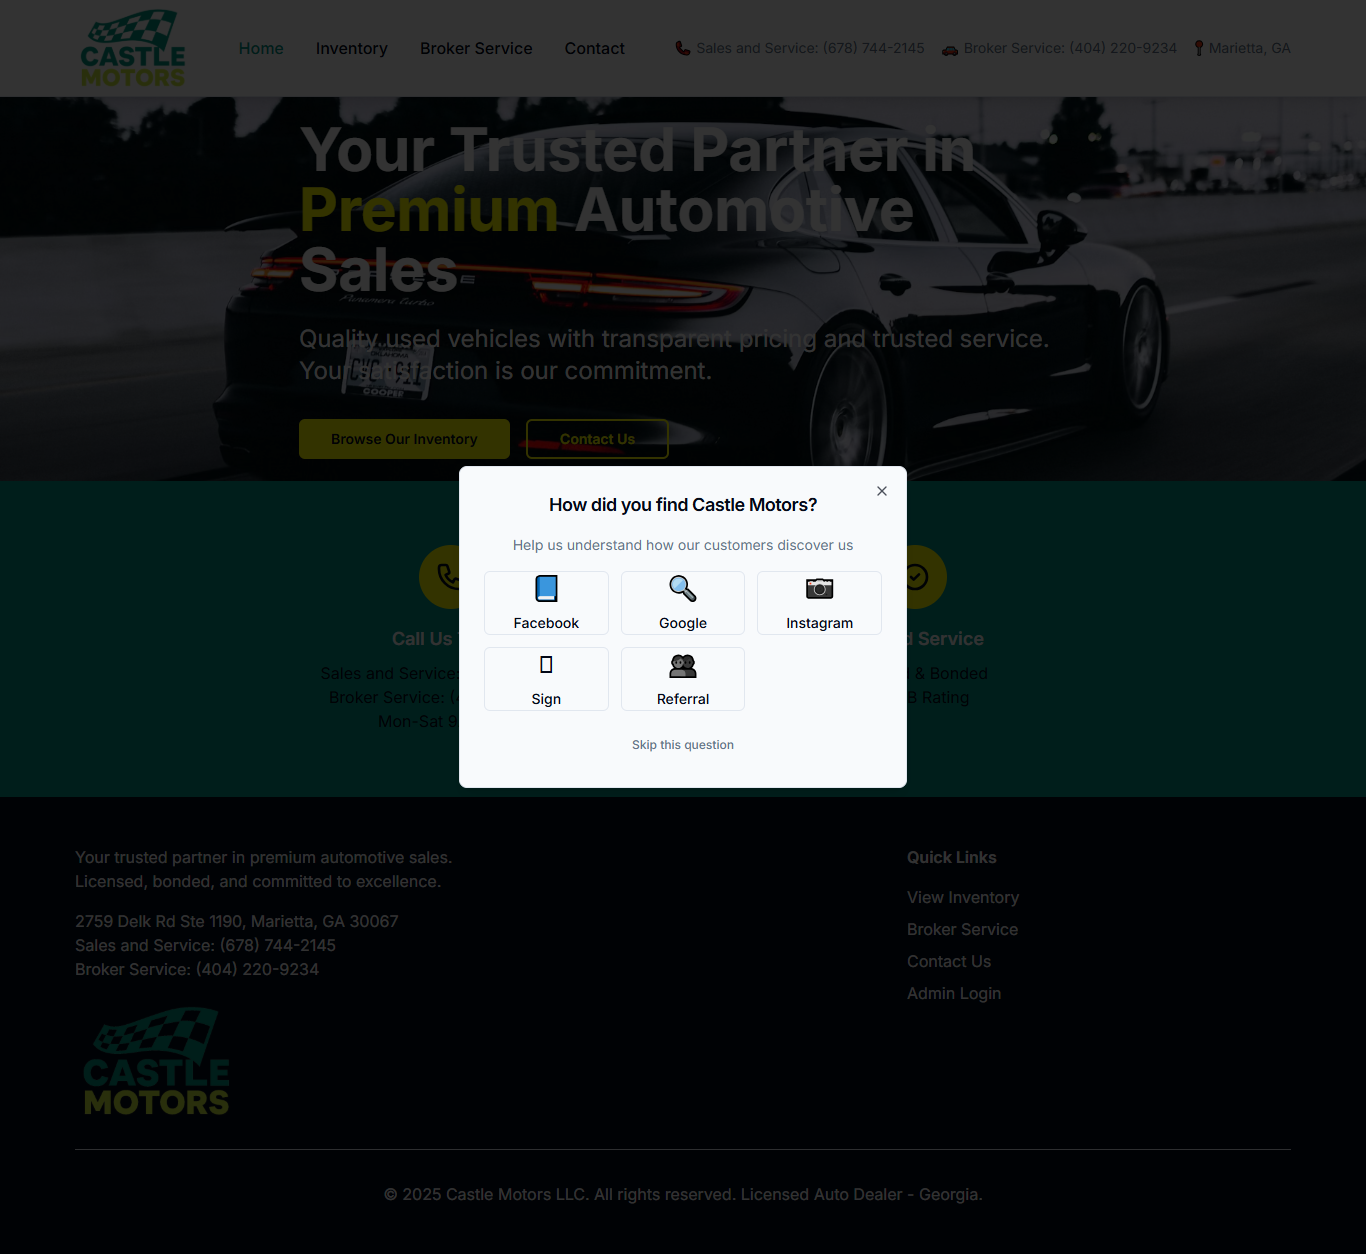 CASTLE
MOTORS
Home
Inventory
Broker Service
Contact
Sales and Service: (678) 744-2145
Broker Service: (404) 220-9234
Marietta, GA
Your Trusted Partner in
Premium Automotive
Sales
Panamera turbo
Quality used vehicles with transparent pricing and trusted service.
Your satisfaction is our commitment.
OKLAHOMA
COOPER
Browse Our Inventory
Contact Us
How did you find Castle Motors?
Help us understand how our customers discover us
Facebook
Google
Instagram
Sign
Referral
Skip this question
Call Us
Sales and Service:
Broker Service:
Mon-Sat 9
Service
& Bonded
Rating
Your trusted partner in premium automotive sales.
Licensed, bonded, and committed to excellence.
2759 Delk Rd Ste 1190, Marietta, GA 30067
Sales and Service: (678) 744-2145
Broker Service: (404) 220-9234
CASTLE
MOTORS
Quick Links
View Inventory
Broker Service
Contact Us
Admin Login
© 2025 Castle Motors LLC. All rights reserved. Licensed Auto Dealer - Georgia.